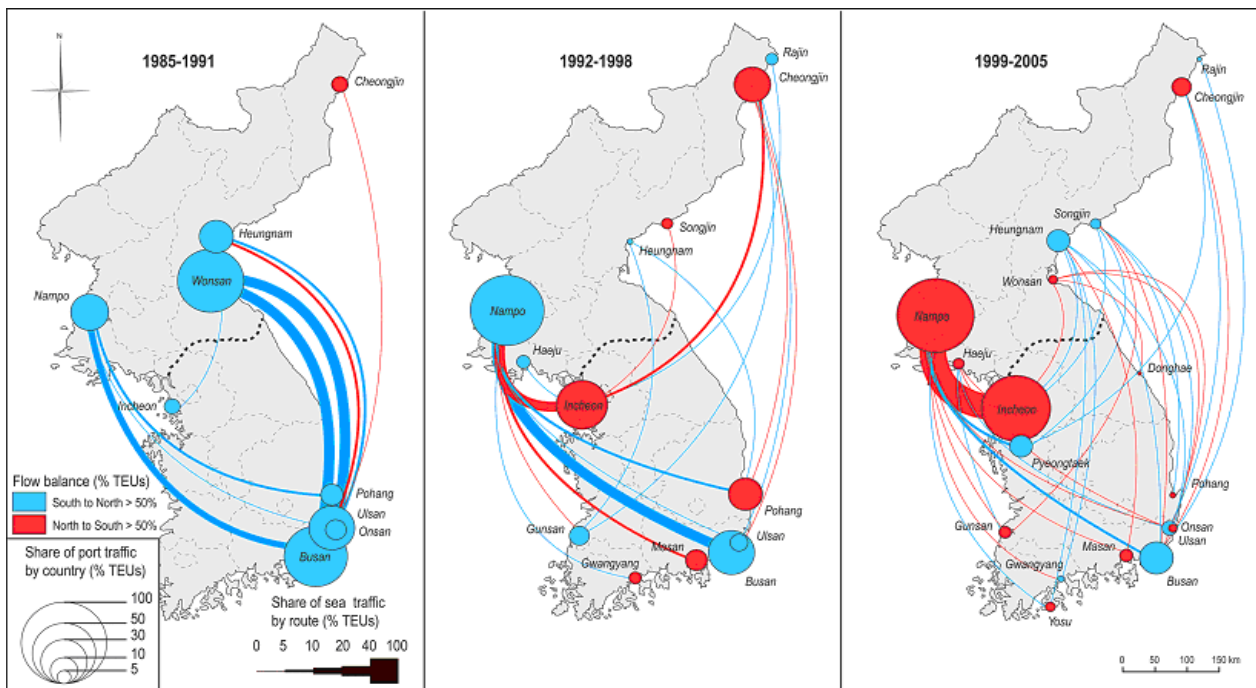 N
1985-1991
Cheongjin
Heungnam
Wonsan
Nampo
Incheon
Pohang
Ulsan
Onsan
Busan
Flow balance (% TEUs)
South to North > 50%
North to South > 50%
Share of port traffic
by country (% TEUs)
100
50
30
10
5
Share of sea traffic
by route (% TEUs)
0 5 10 20 40 100
1992-1998
Rajin
Cheongjin
Songjin
Heungnam
Nampo
Haeju
Incheon
Pohang
Gunsan
Ulsan
Masan
Gwangyang
Busan
1999-2005
Rajin
Cheongjin
Songjin
Heungnam
Wonsan
Nampo
Haeju
Donghae
Incheon
Pyeongtaek
Pohang
Gunsan
Onsan
Ulsan
Masan
Gwangyang
Busan
Yosu
0 50 100 150 km